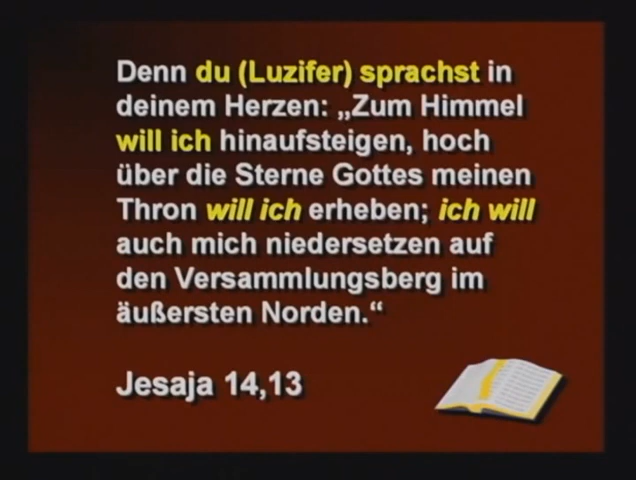 Denn du (Luzifer) sprachst in
deinem Herzen: „Zum Himmel
will ich hinaufsteigen, hoch
über die Sterne Gottes meinen
Thron will ich erheben; ich will
auch mich niedersetzen auf
den Versammlungsberg im
äußersten Norden.“
Jesaja 14,13